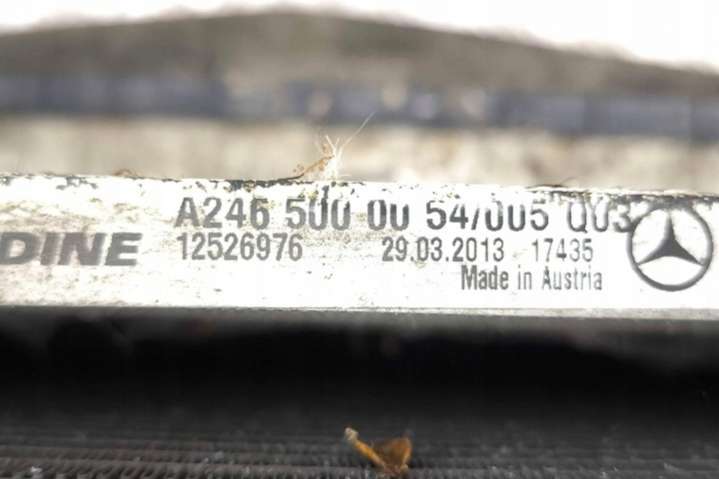 A246 500 00 54/005 Q03
DINE 12526976 29.03.2013 17435
Made in Austria